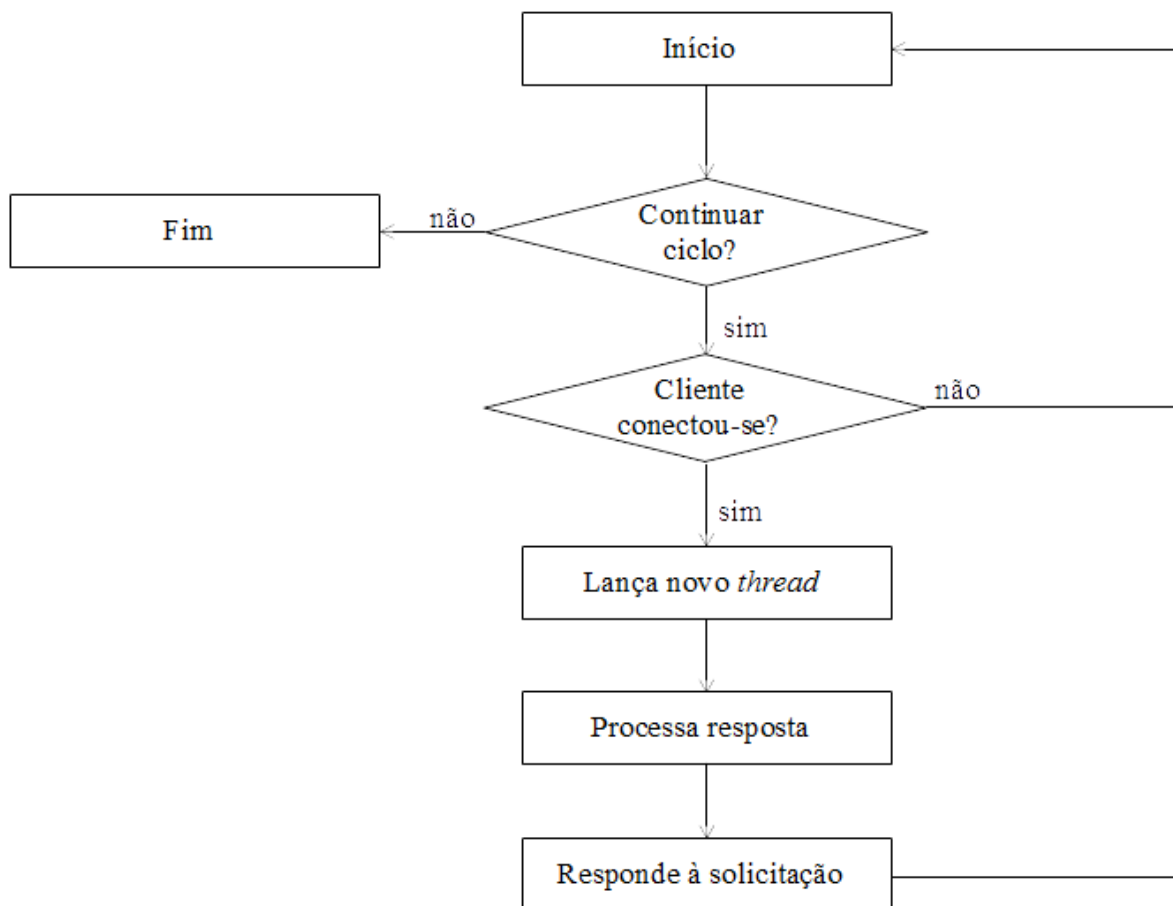 Início
Continuar
ciclo?
não
Fim
sim
Cliente
conectou-se?
não
sim
Lança novo thread
Processa resposta
Responde à solicitação